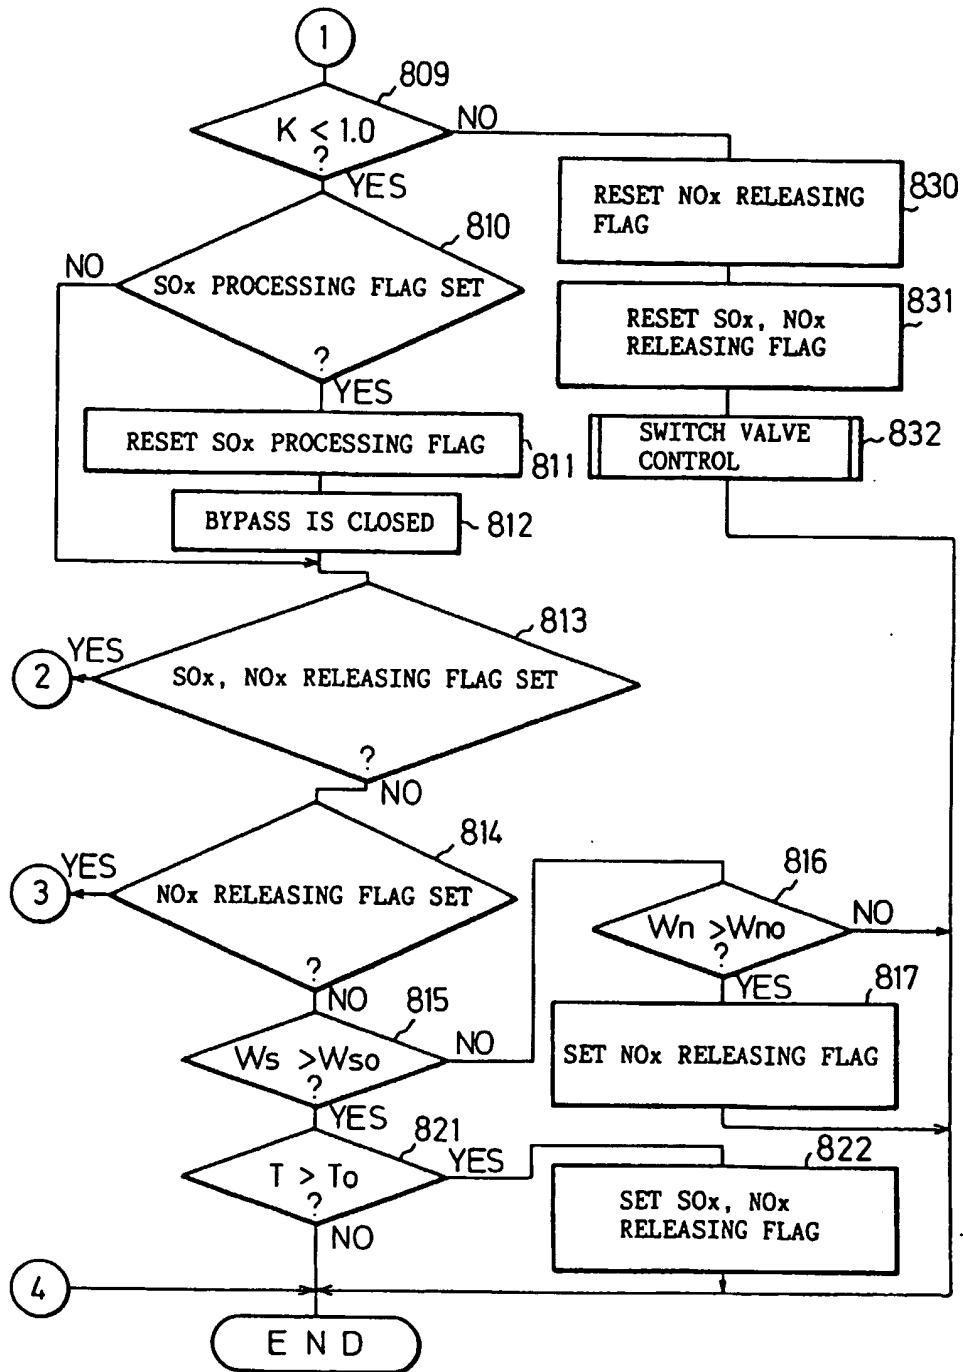 1
809
K < 1.0
?
NO
YES
830
RESET NOx RELEASING
FLAG
810
NO
SOx PROCESSING FLAG SET
?
YES
831
RESET SOx, NOx
RELEASING FLAG
RESET SOx PROCESSING FLAG
811
SWITCH VALVE
CONTROL
832
BYPASS IS CLOSED
812
813
YES
2
SOx, NOx RELEASING FLAG SET
?
NO
814
YES
3
NOx RELEASING FLAG SET
?
NO
816
Wn >Wno
?
NO
YES
817
SET NOx RELEASING FLAG
815
Ws >Wso
?
NO
YES
821
T > To
?
YES
NO
822
SET SOx, NOx
RELEASING FLAG
4
END